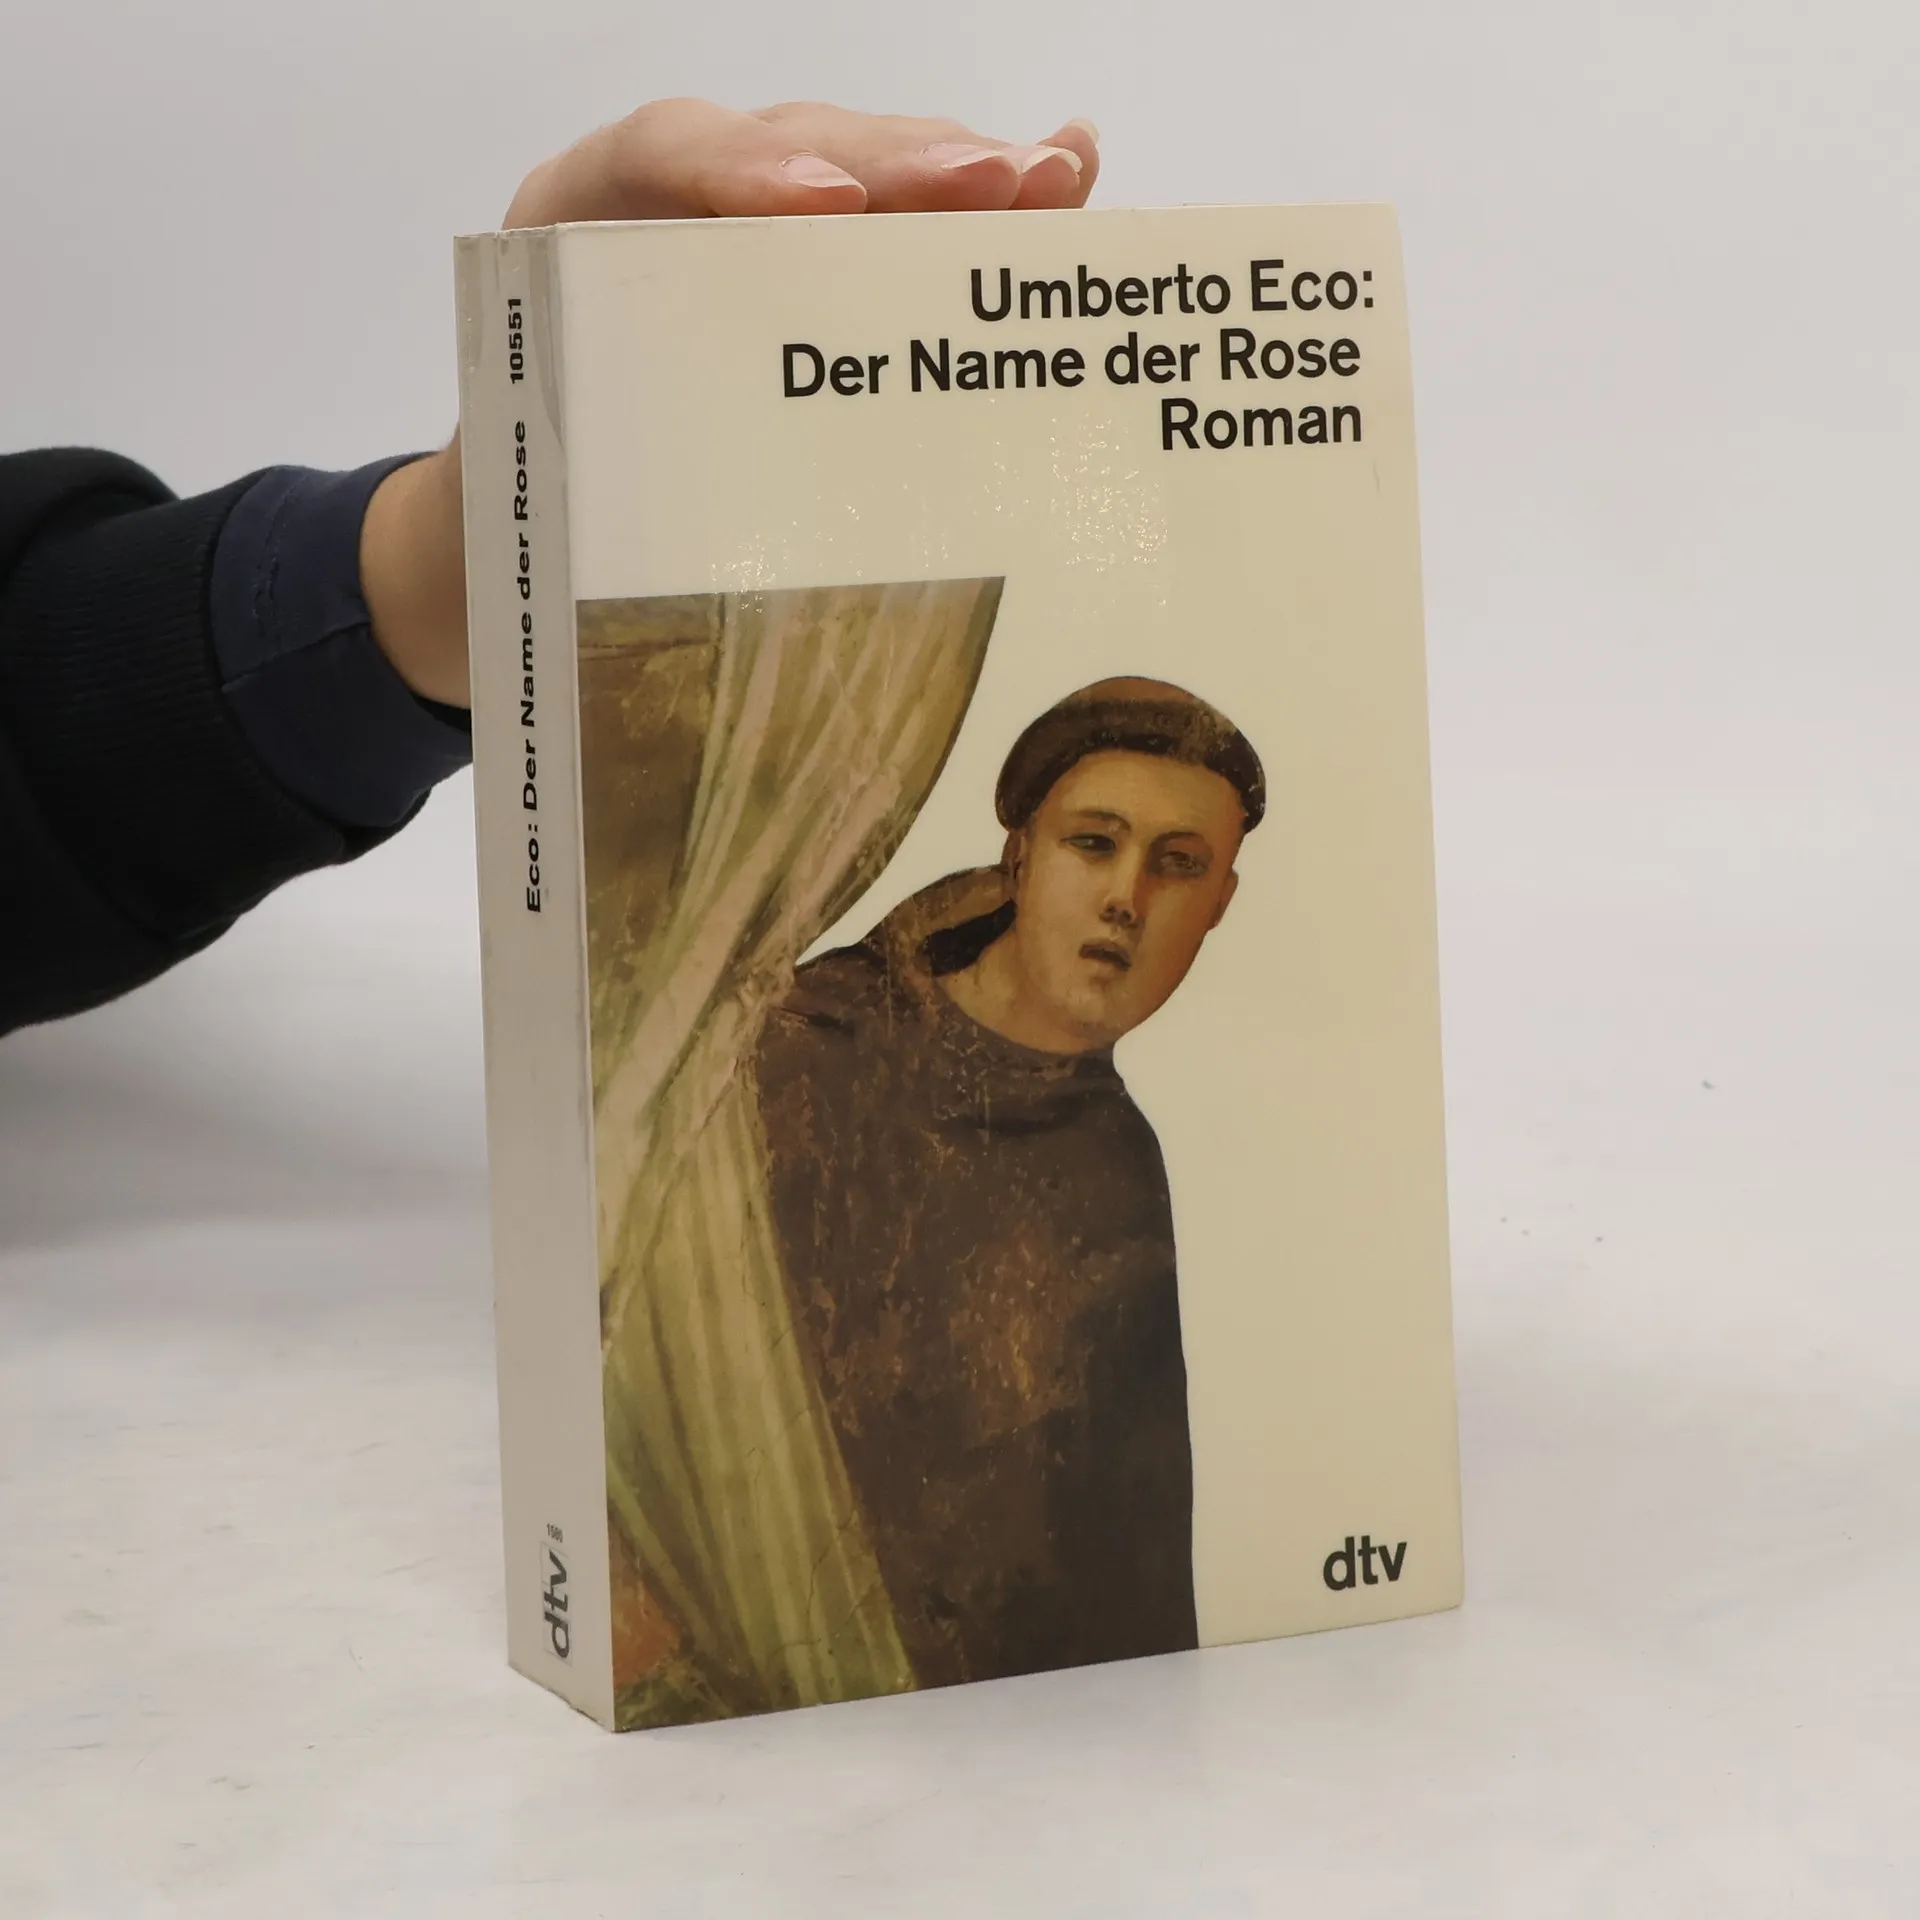 Umberto Eco:
Der Name der Rose
Roman
dtv
Eco: Der Name der Rose 10551
dtv